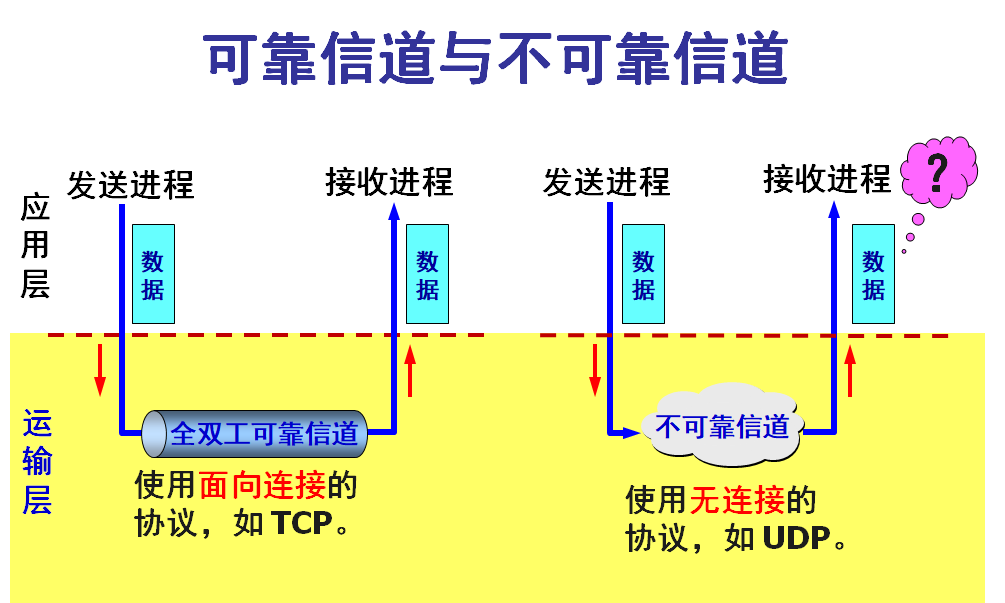 可靠信道与不可靠信道
发送进程
接收进程
发送进程
接收进程
?
应用层
数据
数据
数据
数据
运输层
全双工可靠信道
不可靠信道
使用面向连接的
协议，如 TCP。
使用无连接的
协议，如 UDP。